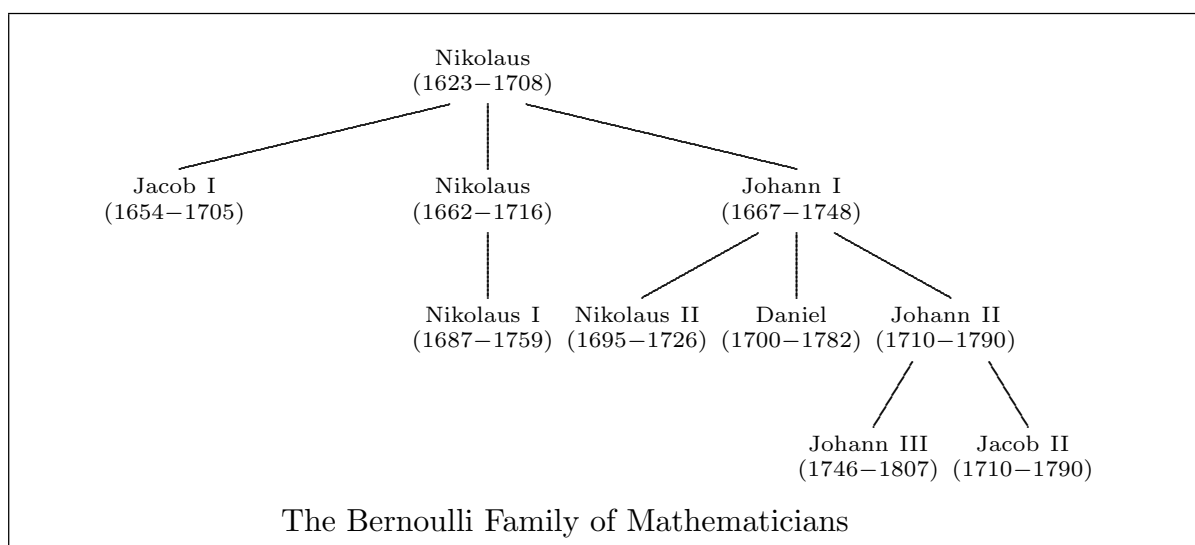 Nikolaus
(1623−1708)
Jacob I
(1654−1705)
Nikolaus
(1662−1716)
Johann I
(1667−1748)
Nikolaus I
(1687−1759)
Nikolaus II
(1695−1726)
Daniel
(1700−1782)
Johann II
(1710−1790)
Johann III
(1746−1807)
Jacob II
(1710−1790)
The Bernoulli Family of Mathematicians